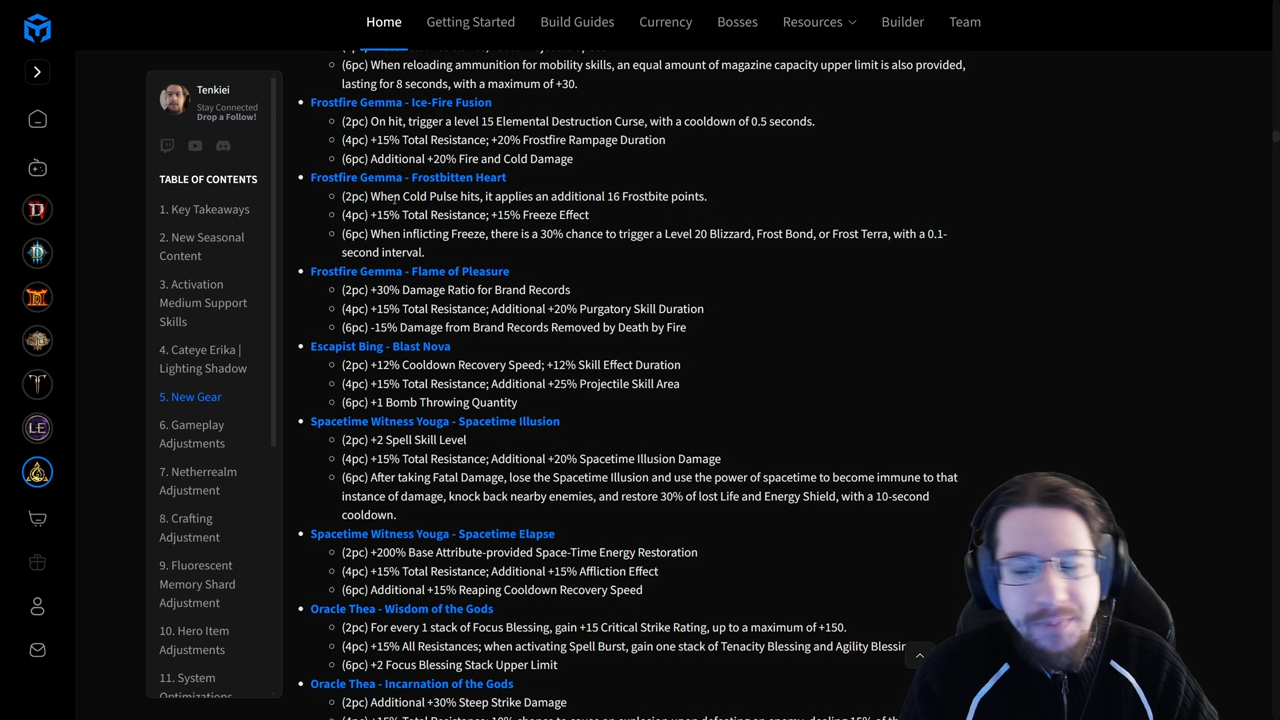 Home
Getting Started
Build Guides
Currency
Bosses
Resources
Builder
Team
Tenkiei
Stay Connected
Drop a Follow!
TABLE OF CONTENTS
1. Key Takeaways
2. New Seasonal
Content
3. Activation
Medium Support
Skills
4. Cateye Erika |
Lighting Shadow
5. New Gear
6. Gameplay
Adjustments
7. Netherrealm
Adjustment
8. Crafting
Adjustment
9. Fluorescent
Memory Shard
Adjustment
10. Hero Item
Adjustments
11. System
Optimizations
(6pc) When reloading ammunition for mobility skills, an equal amount of magazine capacity upper limit is also provided,
lasting for 8 seconds, with a maximum of +30.
Frostfire Gemma - Ice-Fire Fusion
(2pc) On hit, trigger a level 15 Elemental Destruction Curse, with a cooldown of 0.5 seconds.
(4pc) +15% Total Resistance; +20% Frostfire Rampage Duration
(6pc) Additional +20% Fire and Cold Damage
Frostfire Gemma - Frostbitten Heart
(2pc) When Cold Pulse hits, it applies an additional 16 Frostbite points.
(4pc) +15% Total Resistance; +15% Freeze Effect
(6pc) When inflicting Freeze, there is a 30% chance to trigger a Level 20 Blizzard, Frost Bond, or Frost Terra, with a 0.1-
second interval.
Frostfire Gemma - Flame of Pleasure
(2pc) +30% Damage Ratio for Brand Records
(4pc) +15% Total Resistance; Additional +20% Purgatory Skill Duration
(6pc) -15% Damage from Brand Records Removed by Death by Fire
Escapist Bing - Blast Nova
(2pc) +12% Cooldown Recovery Speed; +12% Skill Effect Duration
(4pc) +15% Total Resistance; Additional +25% Projectile Skill Area
(6pc) +1 Bomb Throwing Quantity
Spacetime Witness Youga - Spacetime Illusion
(2pc) +2 Spell Skill Level
(4pc) +15% Total Resistance; Additional +20% Spacetime Illusion Damage
(6pc) After taking Fatal Damage, lose the Spacetime Illusion and use the power of spacetime to become immune to that
instance of damage, knock back nearby enemies, and restore 30% of lost Life and Energy Shield, with a 10-second
cooldown.
Spacetime Witness Youga - Spacetime Elapse
(2pc) +200% Base Attribute-provided Space-Time Energy Restoration
(4pc) +15% Total Resistance; Additional +15% Affliction Effect
(6pc) Additional +15% Reaping Cooldown Recovery Speed
Oracle Thea - Wisdom of the Gods
(2pc) For every 1 stack of Focus Blessing, gain +15 Critical Strike Rating, up to a maximum of +150.
(4pc) +15% All Resistances; when activating Spell Burst, gain one stack of Tenacity Blessing and Agility
(6pc) +2 Focus Blessing Stack Upper Limit
Oracle Thea - Incarnation of the Gods
(2pc) Additional +30% Steep Strike Damage